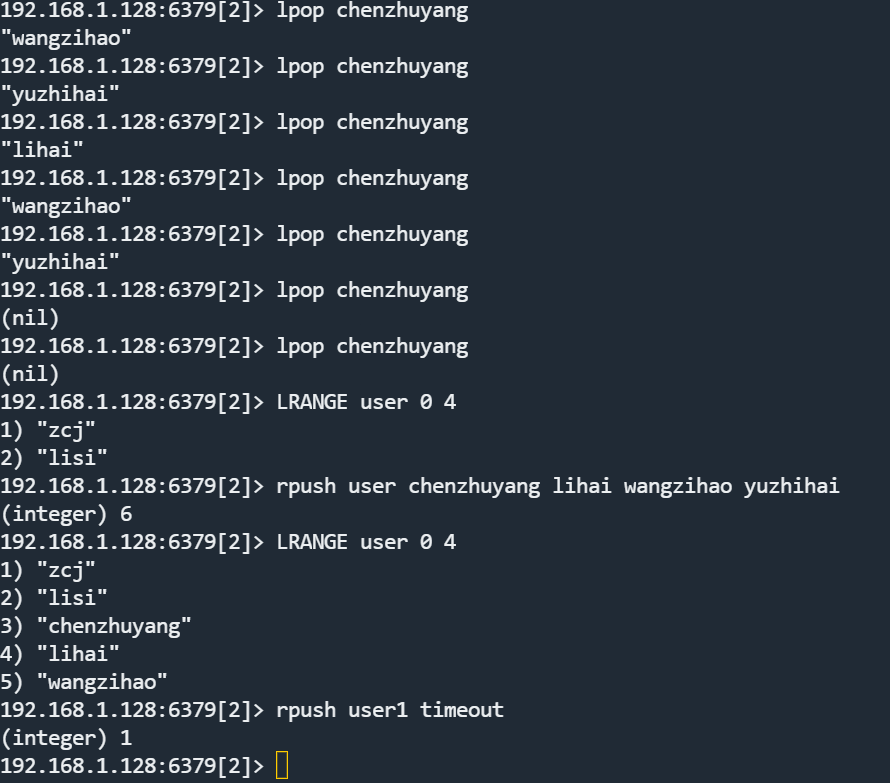 192.168.1.128:6379[2]> lpop chenzhuyang
"wangzihao"
192.168.1.128:6379[2]> lpop chenzhuyang
"yuzhihai"
192.168.1.128:6379[2]> lpop chenzhuyang
"lihai"
192.168.1.128:6379[2]> lpop chenzhuyang
"wangzihao"
192.168.1.128:6379[2]> lpop chenzhuyang
"yuzhihai"
192.168.1.128:6379[2]> lpop chenzhuyang
(nil)
192.168.1.128:6379[2]> lpop chenzhuyang
(nil)
192.168.1.128:6379[2]> LRANGE user 0 4
1) "zcj"
2) "lisi"
192.168.1.128:6379[2]> rpush user chenzhuyang lihai wangzihao yuzhihai
(integer) 6
192.168.1.128:6379[2]> LRANGE user 0 4
1) "zcj"
2) "lisi"
3) "chenzhuyang"
4) "lihai"
5) "wangzihao"
192.168.1.128:6379[2]> rpush user1 timeout
(integer) 1
192.168.1.128:6379[2]>